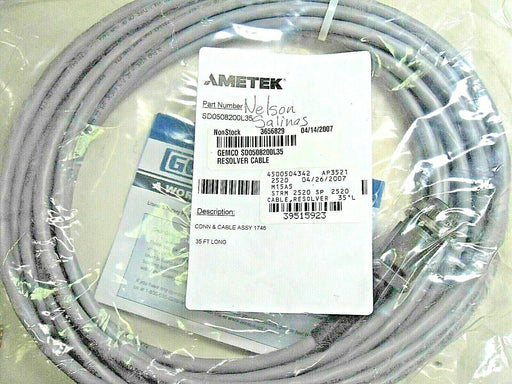 AMETEK
Part Number
Nelson
SD0508200L35
Salinas
NonStock 3656829 04/14/2007
GEMCO SD0508200L35
RESOLVER CABLE
4500504342 AP3521
2520 04/26/2007
M15A5
STRM 2520 SP 2520
CABLE,RESOLVER 35"L
39515923
Description:
CONN & CABLE ASSY 1746
35 FT LONG